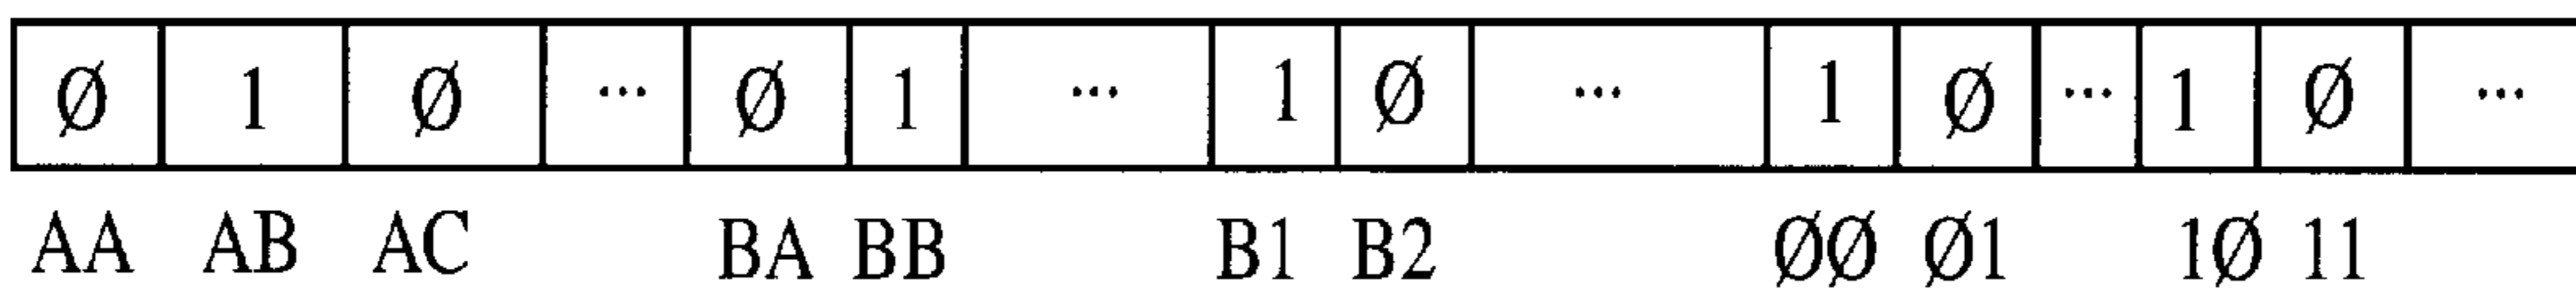 Ø 1 Ø ... Ø 1 ... 1 Ø ... 1 Ø ... 1 Ø ...
AA AB AC BA BB B1 B2 ØØ Ø1 1Ø 11